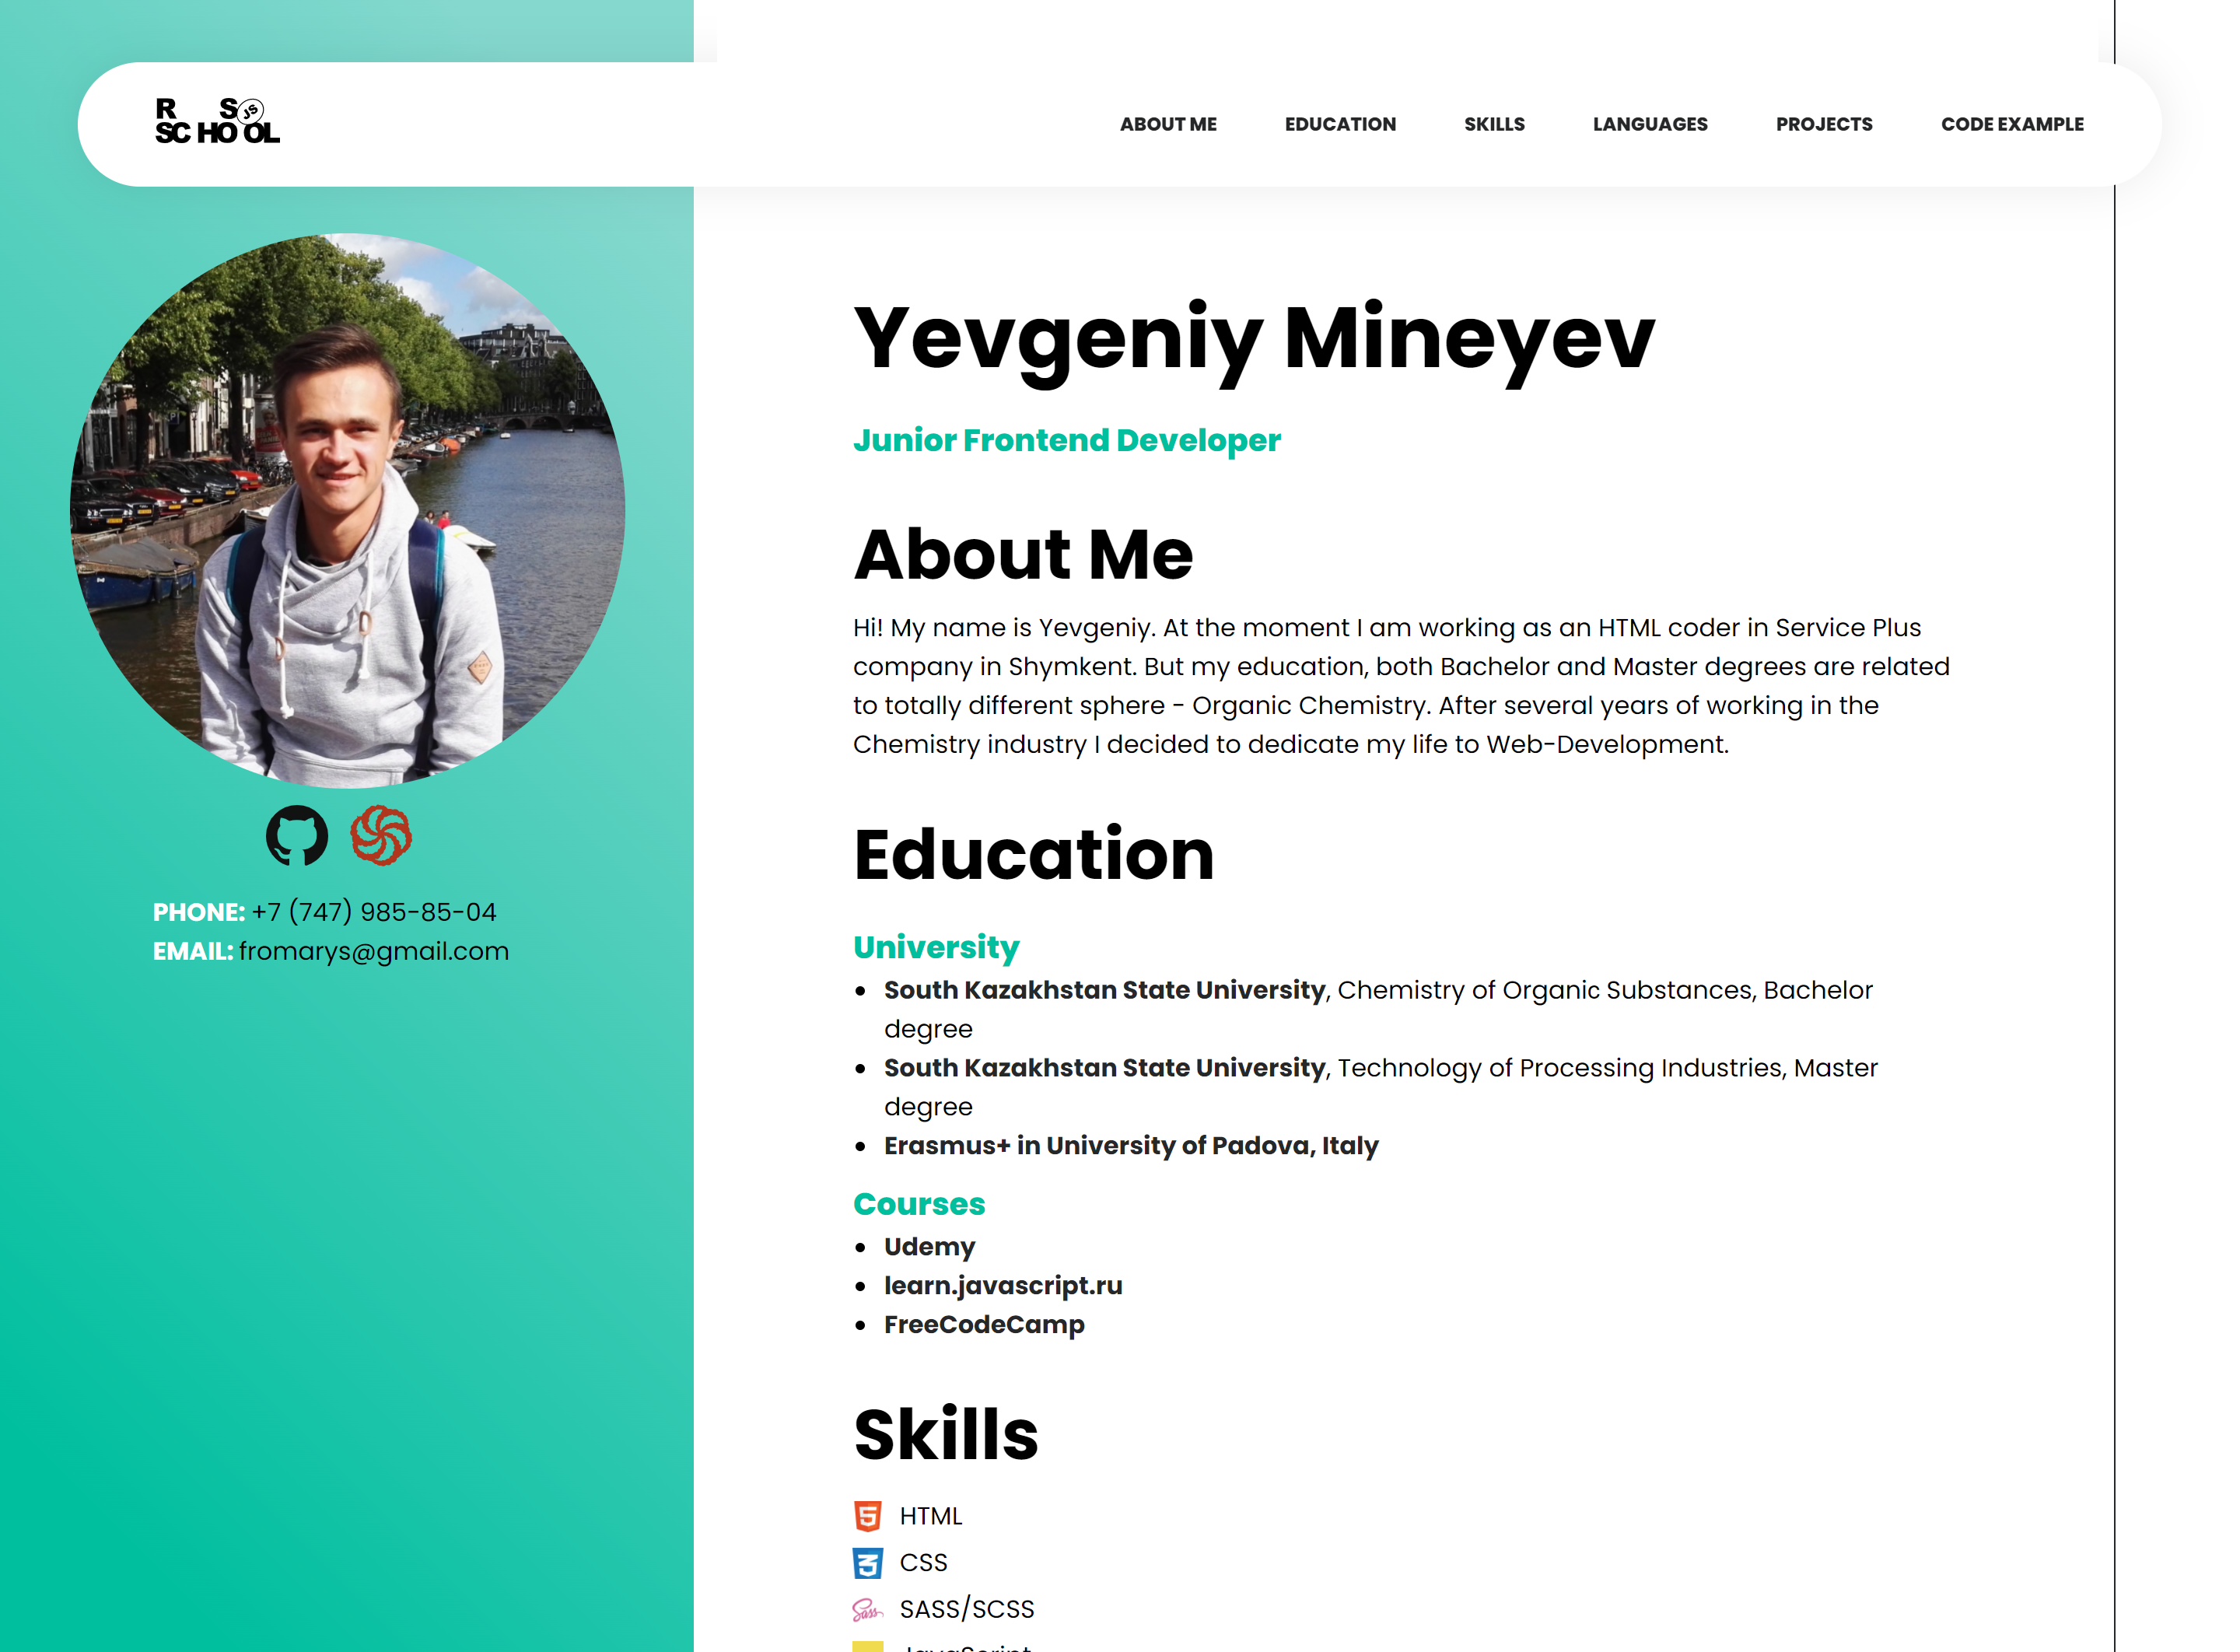 R S JS
SCHOOL
ABOUT ME EDUCATION SKILLS LANGUAGES PROJECTS CODE EXAMPLE
Yevgeniy Mineyev
Junior Frontend Developer
About Me
Hi! My name is Yevgeniy. At the moment I am working as an HTML coder in Service Plus
company in Shymkent. But my education, both Bachelor and Master degrees are related
to totally different sphere - Organic Chemistry. After several years of working in the
Chemistry industry I decided to dedicate my life to Web-Development.
PHONE: +7 (747) 985-85-04
EMAIL: fromarys@gmail.com
Education
University
South Kazakhstan State University, Chemistry of Organic Substances, Bachelor
degree
South Kazakhstan State University, Technology of Processing Industries, Master
degree
Erasmus+ in University of Padova, Italy
Courses
Udemy
learn.javascript.ru
FreeCodeCamp
Skills
HTML
CSS
Sass SASS/SCSS
JavaScript